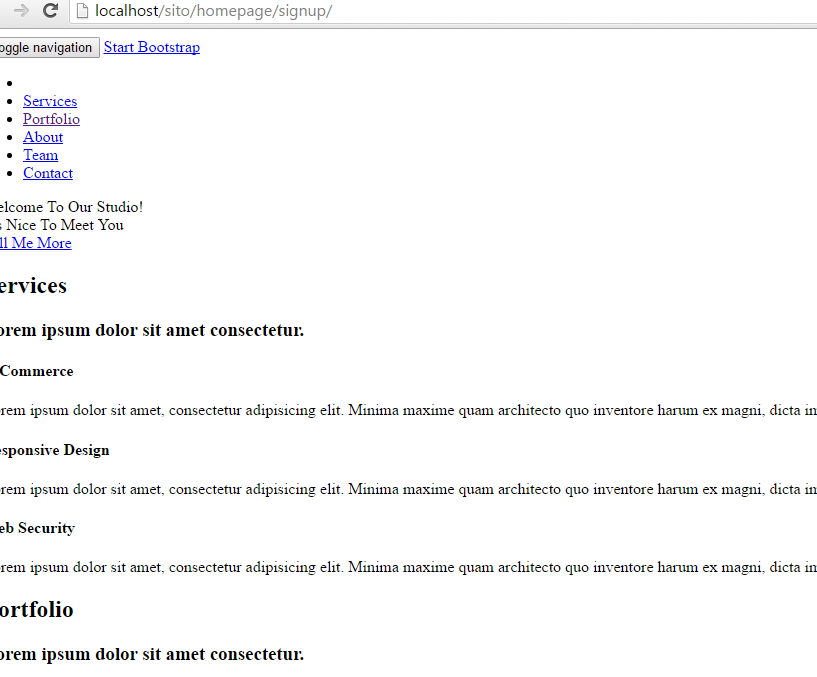 localhost/sito/homepage/signup/
oggle navigation Start Bootstrap
Services
Portfolio
About
Team
Contact
elcome To Our Studio!
s Nice To Meet You
ll Me More
ervices
orem ipsum dolor sit amet consectetur.
Commerce
orem ipsum dolor sit amet, consectetur adipisicing elit. Minima maxime quam architecto quo inventore harum ex magni, dicta im
esponsive Design
orem ipsum dolor sit amet, consectetur adipisicing elit. Minima maxime quam architecto quo inventore harum ex magni, dicta im
eb Security
orem ipsum dolor sit amet, consectetur adipisicing elit. Minima maxime quam architecto quo inventore harum ex magni, dicta im
ortfolio
orem ipsum dolor sit amet consectetur.